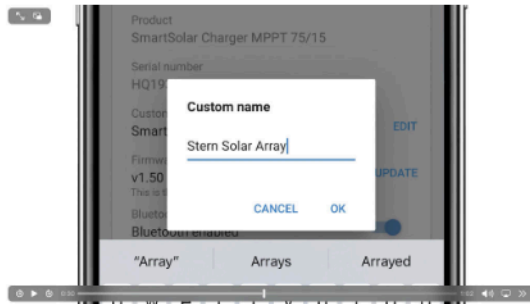 Product
SmartSolar Charger MPPT 75/15
Serial number
HQ19
Custom name
Custom
Smart
EDIT
Stern Solar Array
Firmw
v1.50
UPDATE
This is t
CANCEL
OK
Bluetoo
Bluetooth enabled
"Array"
Arrays
Arrayed